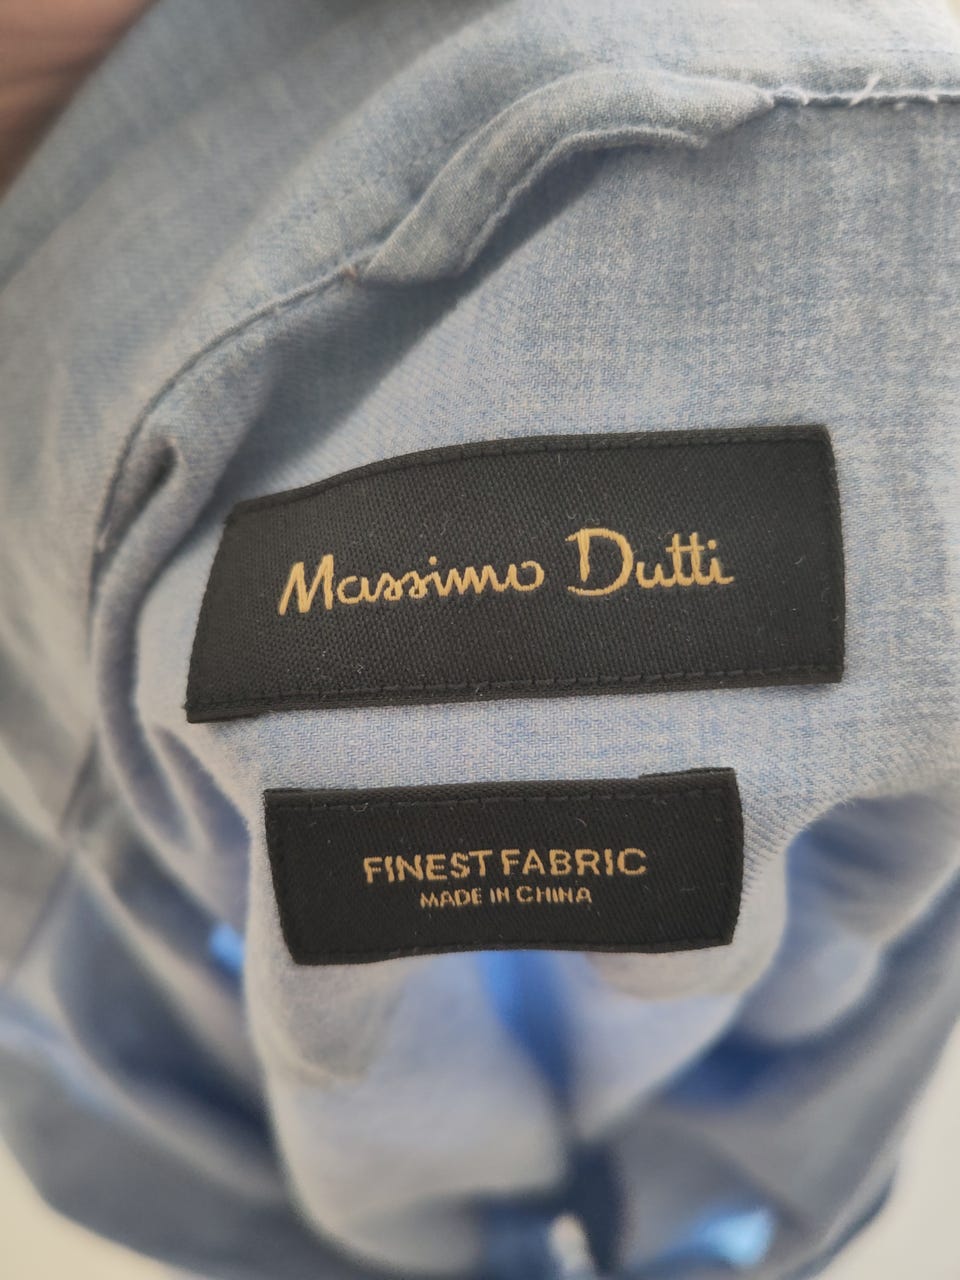 Massimo Dutti
FINEST FABRIC
MADE IN CHINA